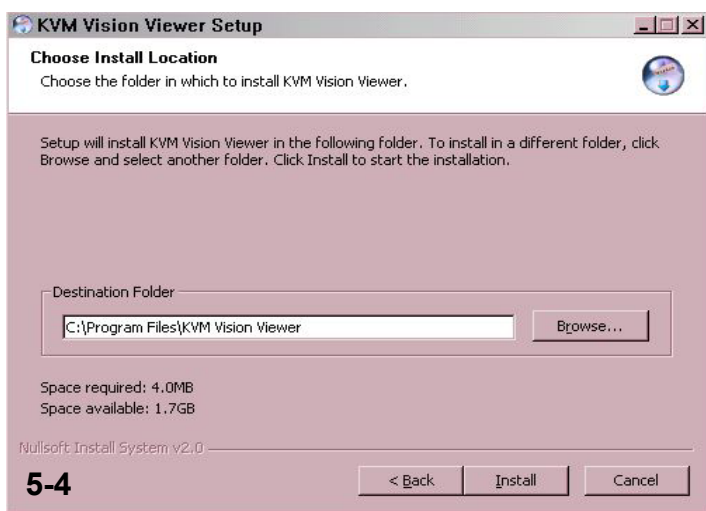 KVM Vision Viewer Setup
Choose Install Location
Choose the folder in which to install KVM Vision Viewer.
Setup will install KVM Vision Viewer in the following folder. To install in a different folder, click
Browse and select another folder. Click Install to start the installation.
Destination Folder
C:\Program Files\KVM Vision Viewer
Browse...
Space required: 4.0MB
Space available: 1.7GB
Nullsoft Install System v2.0
5-4
< Back
Install
Cancel